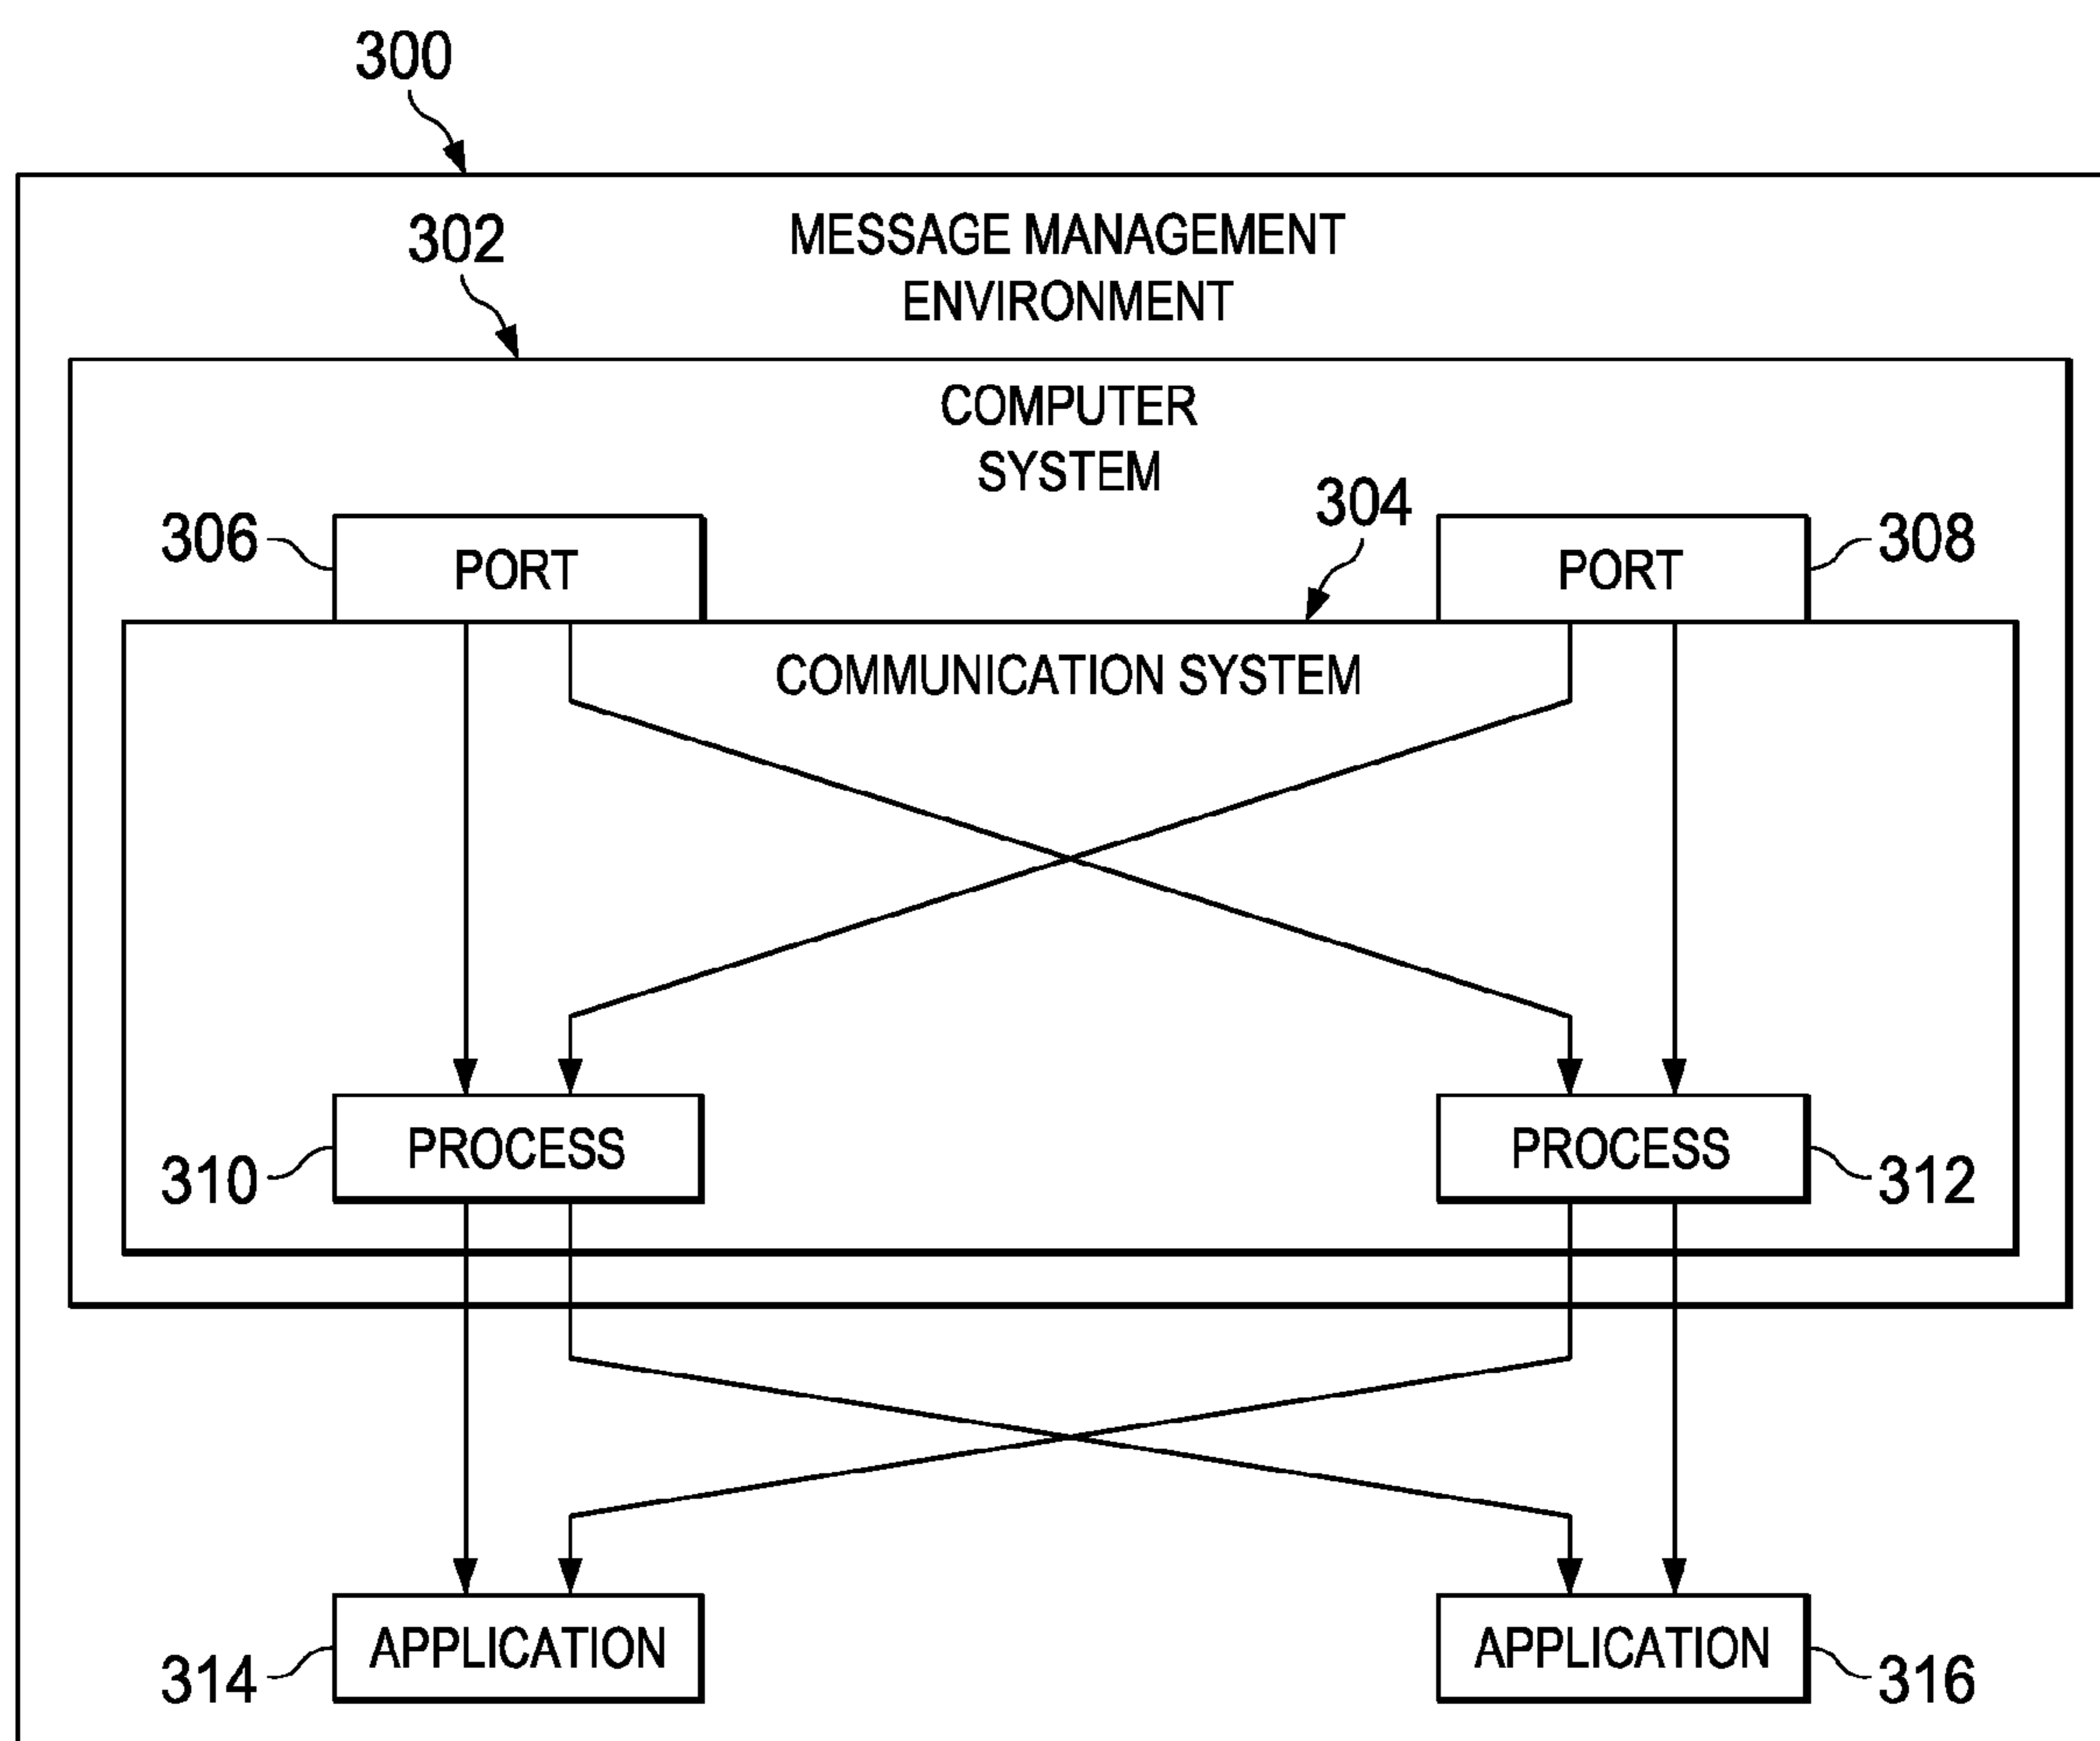 300
MESSAGE MANAGEMENT
ENVIRONMENT
302
COMPUTER
SYSTEM
304
306
PORT
PORT
308
COMMUNICATION SYSTEM
PROCESS
PROCESS
310
312
APPLICATION
APPLICATION
314
316